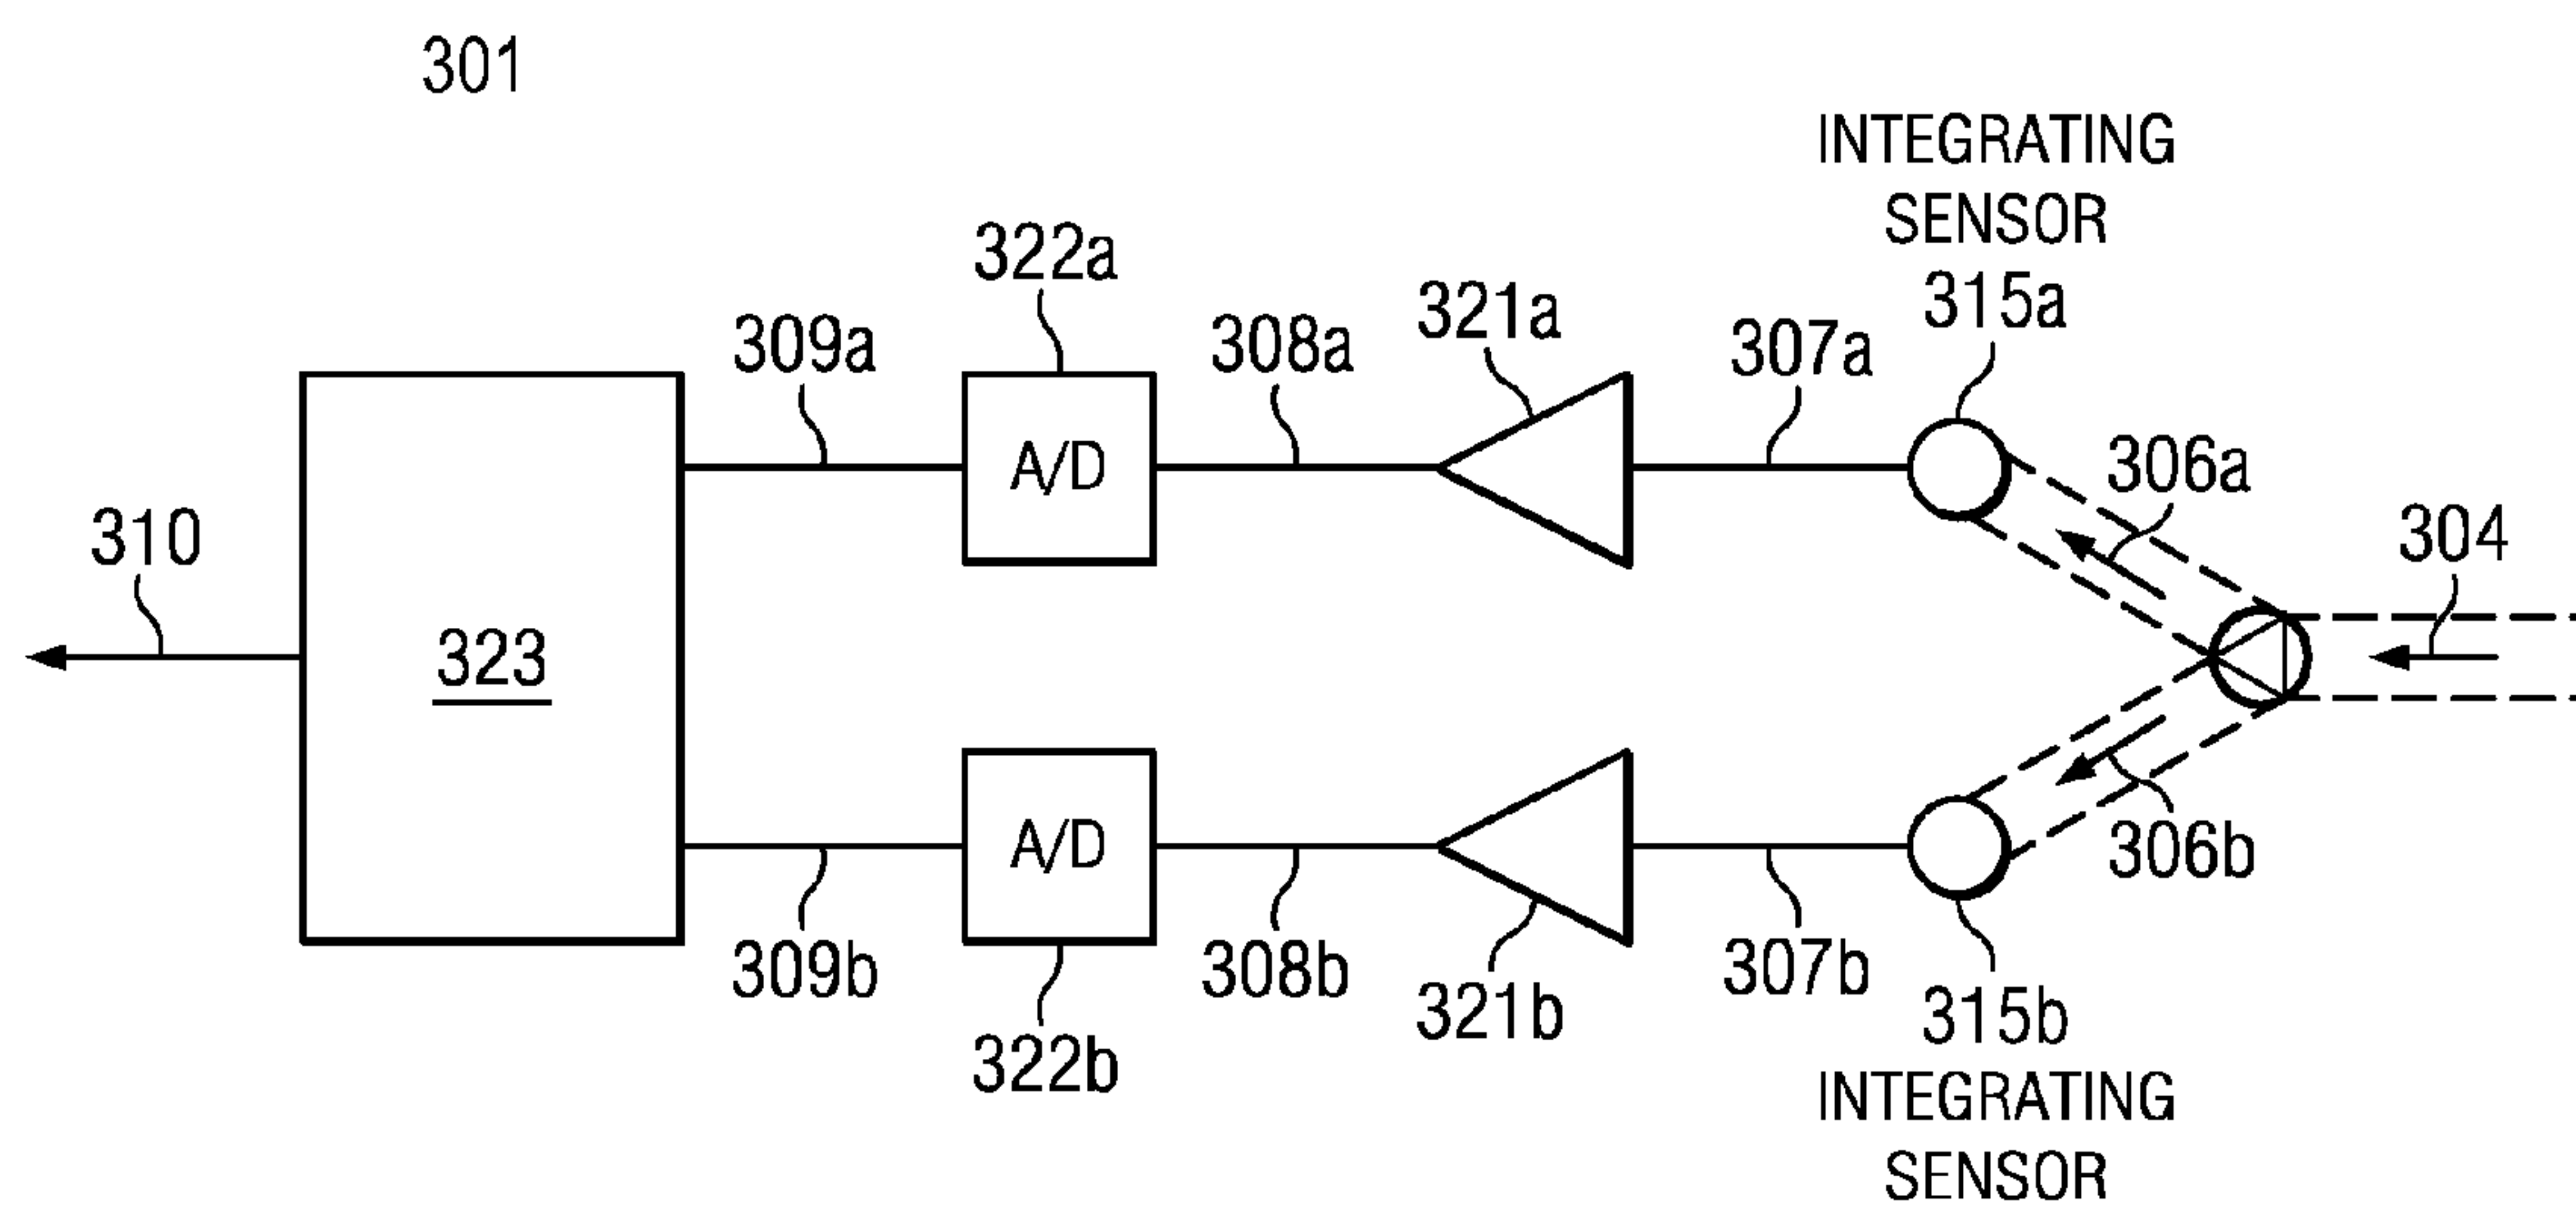 301
INTEGRATING
SENSOR
315a
322a
321a
309a
308a
307a
306a
A/D
304
310
323
A/D
306b
309b
308b
307b
321b
315b
322b
INTEGRATING
SENSOR